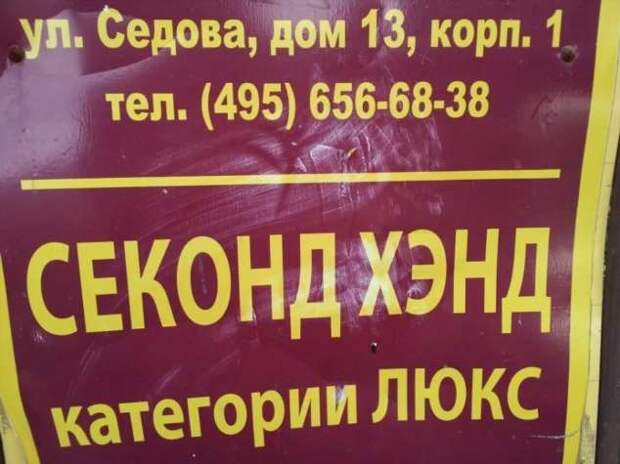 ул. Седова, дом 13, корп. 1
тел. (495) 656-68-38
СЕКОНД ХЭНД
категории ЛЮКС